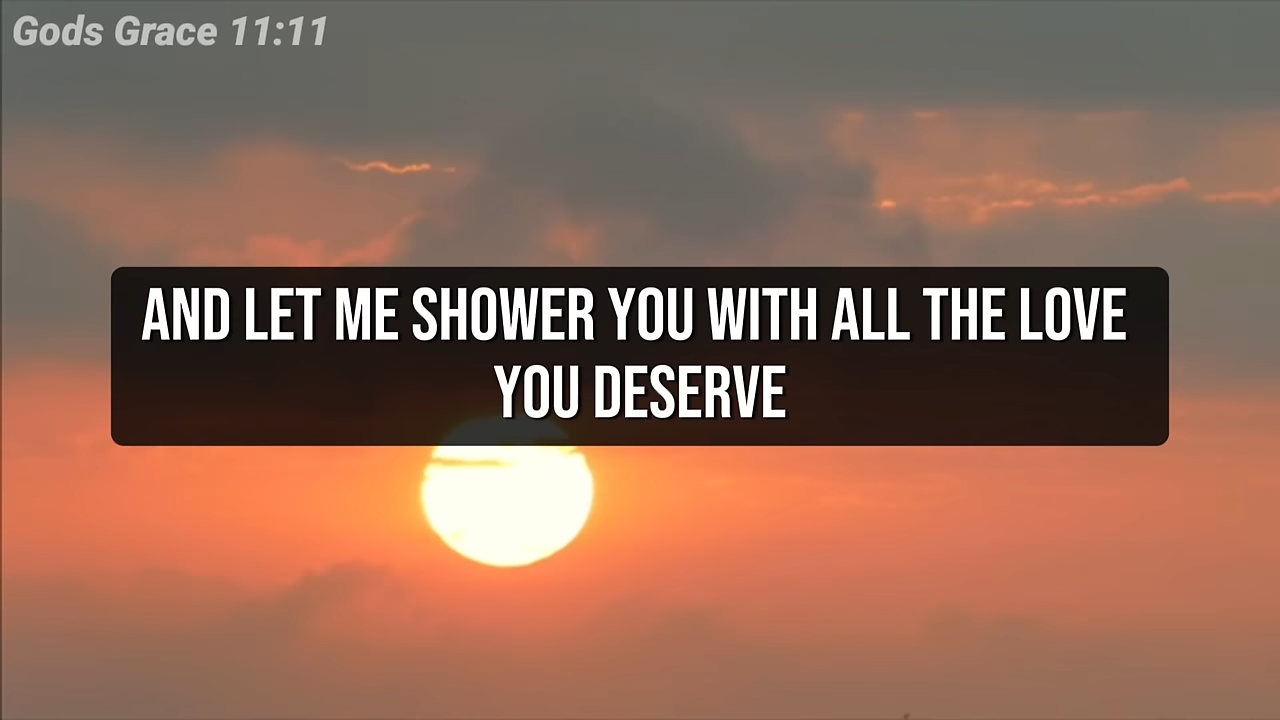 Gods Grace 11:11
AND LET ME SHOWER YOU WITH ALL THE LOVE
YOU DESERVE